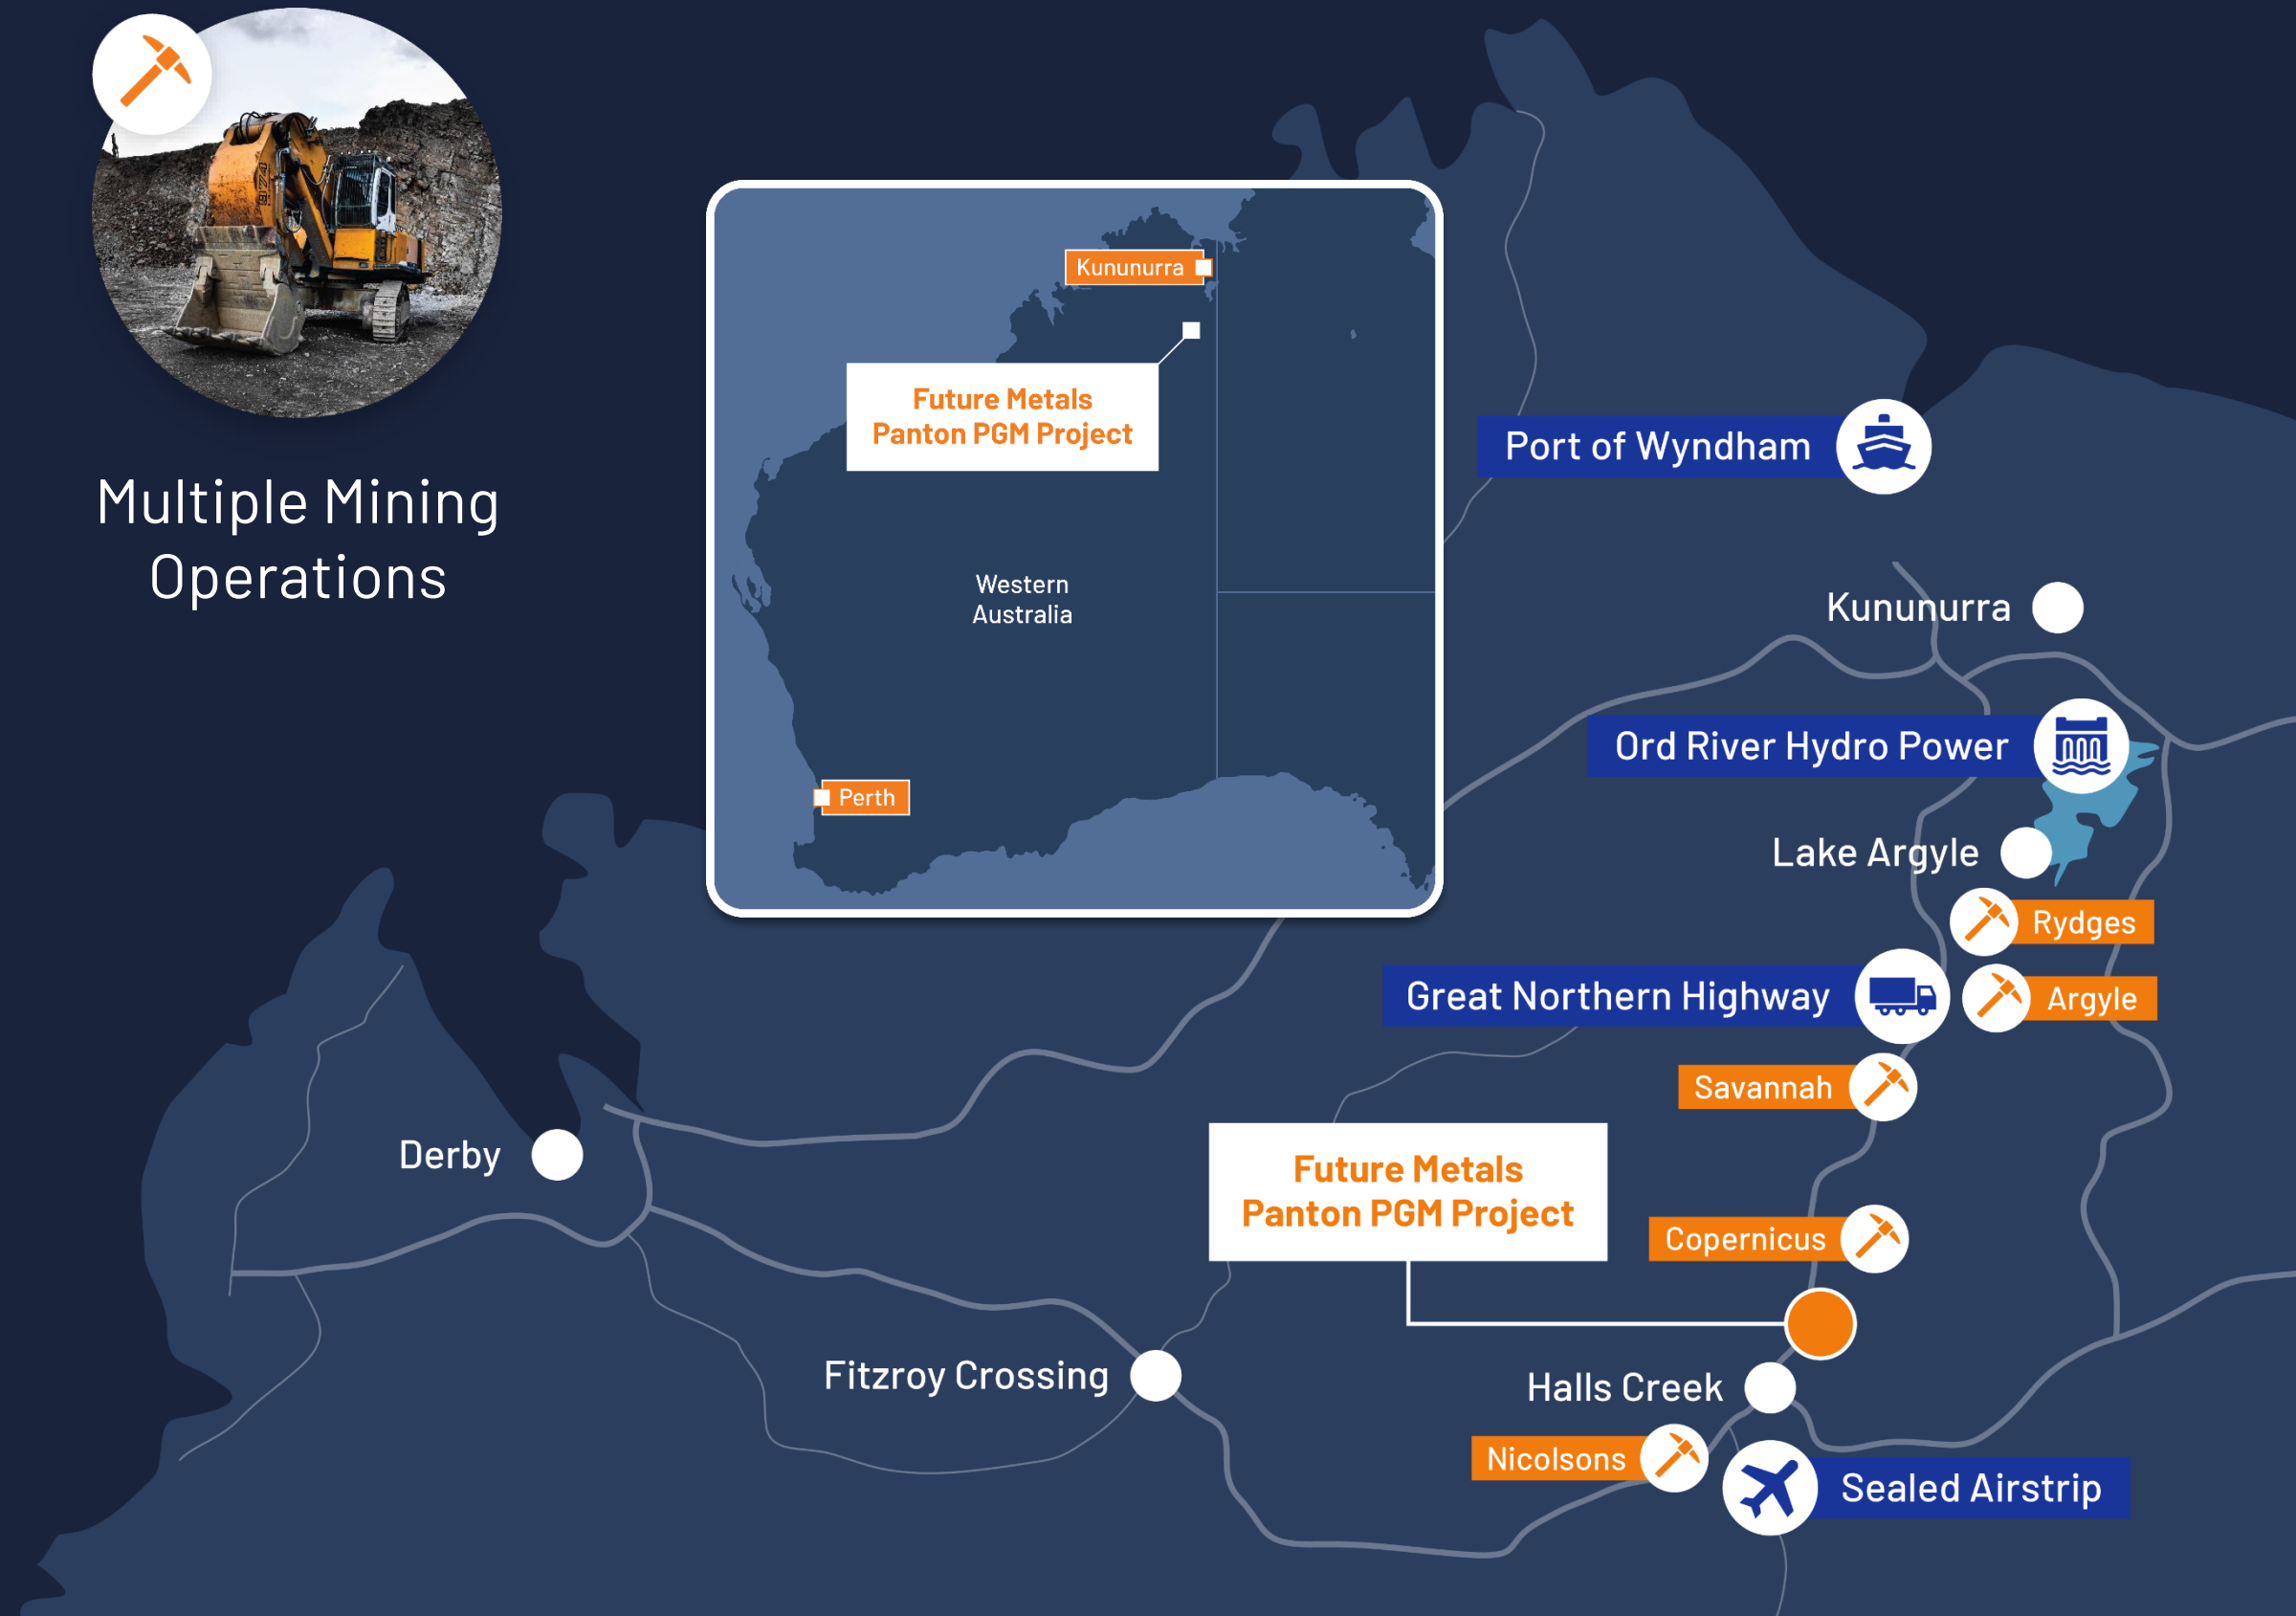 Multiple Mining
Operations
Kununurra
Future Metals
Panton PGM Project
Western
Australia
Perth
Port of Wyndham
Kununurra
Ord River Hydro Power
Lake Argyle
Rydges
Great Northern Highway
Argyle
Savannah
Derby
Future Metals
Panton PGM Project
Copernicus
Fitzroy Crossing
Halls Creek
Nicolsons
Sealed Airstrip